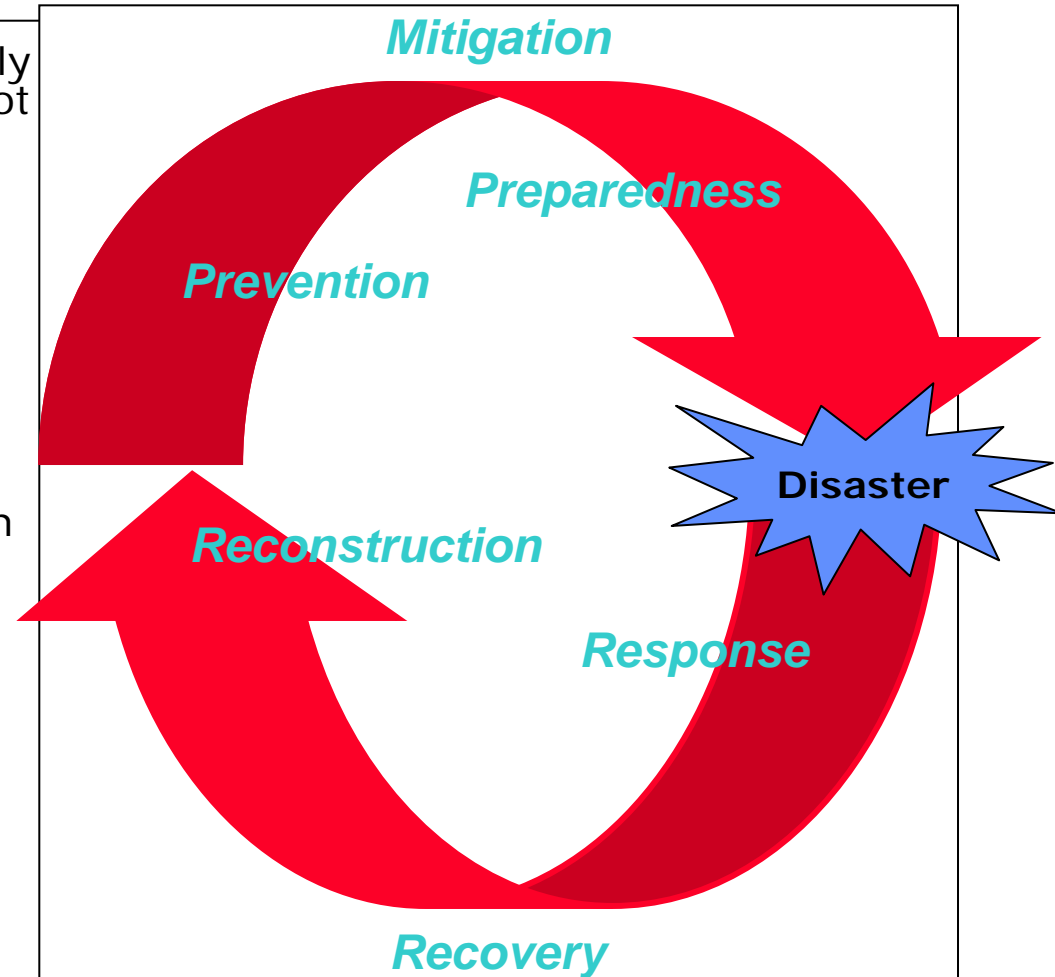 Mitigation
Preparedness
Prevention
Disaster
Reconstruction
Response
Recovery